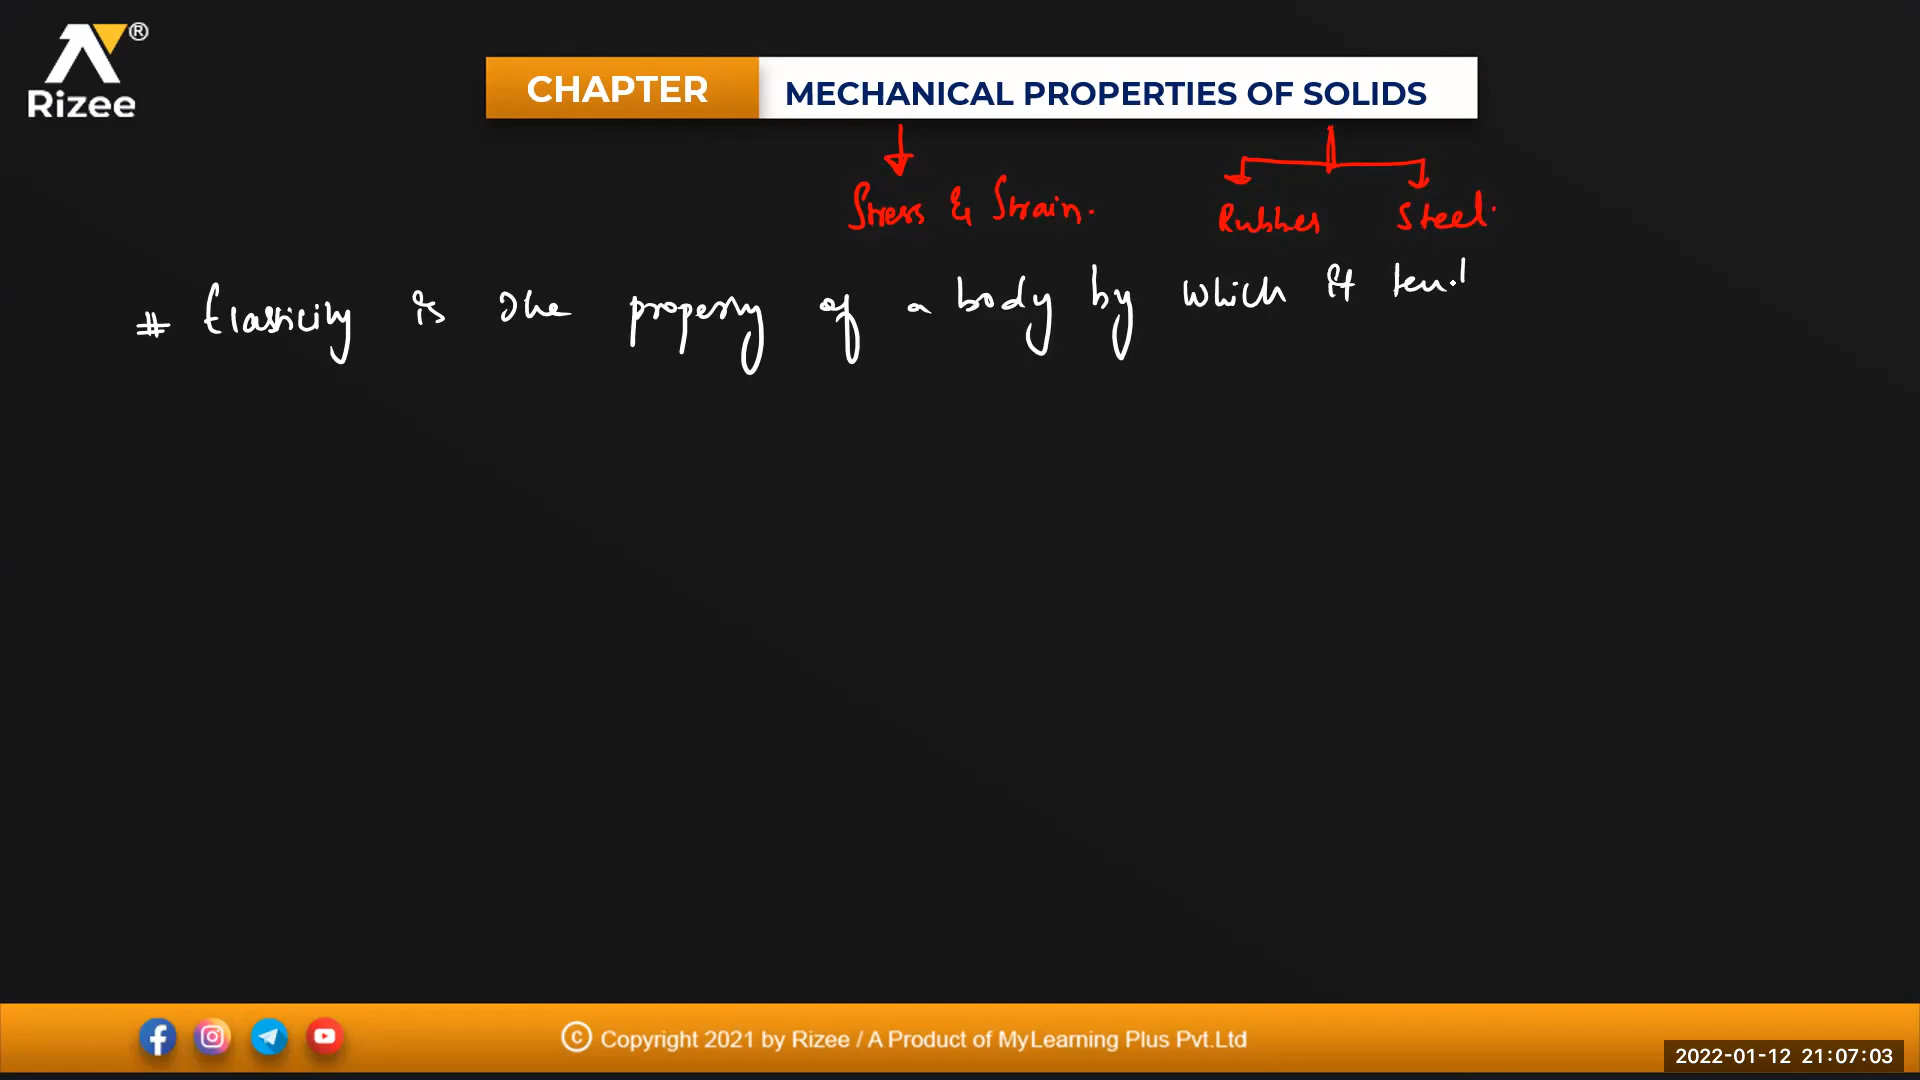 Rizee ®
CHAPTER MECHANICAL PROPERTIES OF SOLIDS
Stress & Strain. Rubber Steel.
# Elasticity is the property of a body by which it tend
© Copyright 2021 by Rizee / A Product of MyLearning Plus Pvt.Ltd
2022-01-12 21:07:03